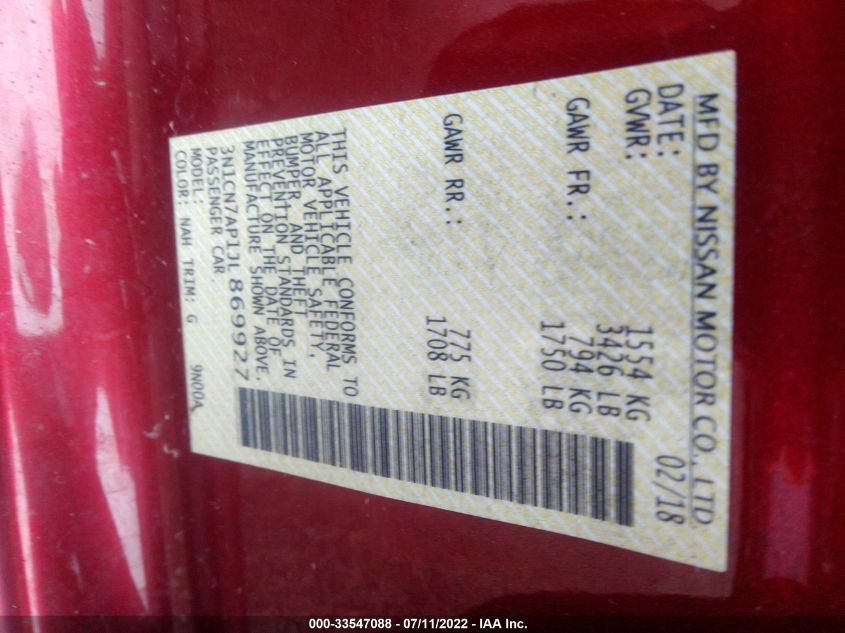 MFD BY NISSAN MOTOR CO., LTD
DATE: 02/18
GVWR: 1554 KG
3426 LB
GAWR FR.: 794 KG
1750 LB
GAWR RR.: 775 KG
1708 LB
THIS VEHICLE CONFORMS TO
ALL APPLICABLE FEDERAL
MOTOR VEHICLE SAFETY,
BUMPER, AND THEFT
PREVENTION STANDARDS IN
EFFECT ON THE DATE OF
MANUFACTURE SHOWN ABOVE.
3N1CN7AP1JL869927
PASSENGER CAR
MODEL: 9N00A
COLOR: NAH TRIM: G
000-33547088 - 07/11/2022 - IAA Inc.